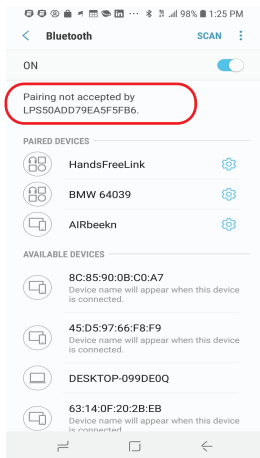 98% 1:25 PM
Bluetooth SCAN
ON
Pairing not accepted by
LPS50ADD79EA5F5FB6.
PAIRED DEVICES
HandsFreeLink
BMW 64039
AIRbeekn
AVAILABLE DEVICES
8C:85:90:0B:C0:A7
Device name will appear when this device
is connected.
45:D5:97:66:F8:F9
Device name will appear when this device
is connected.
DESKTOP-099DE0Q
63:14:0F:20:2B:EB
Device name will appear when this device
is connected.